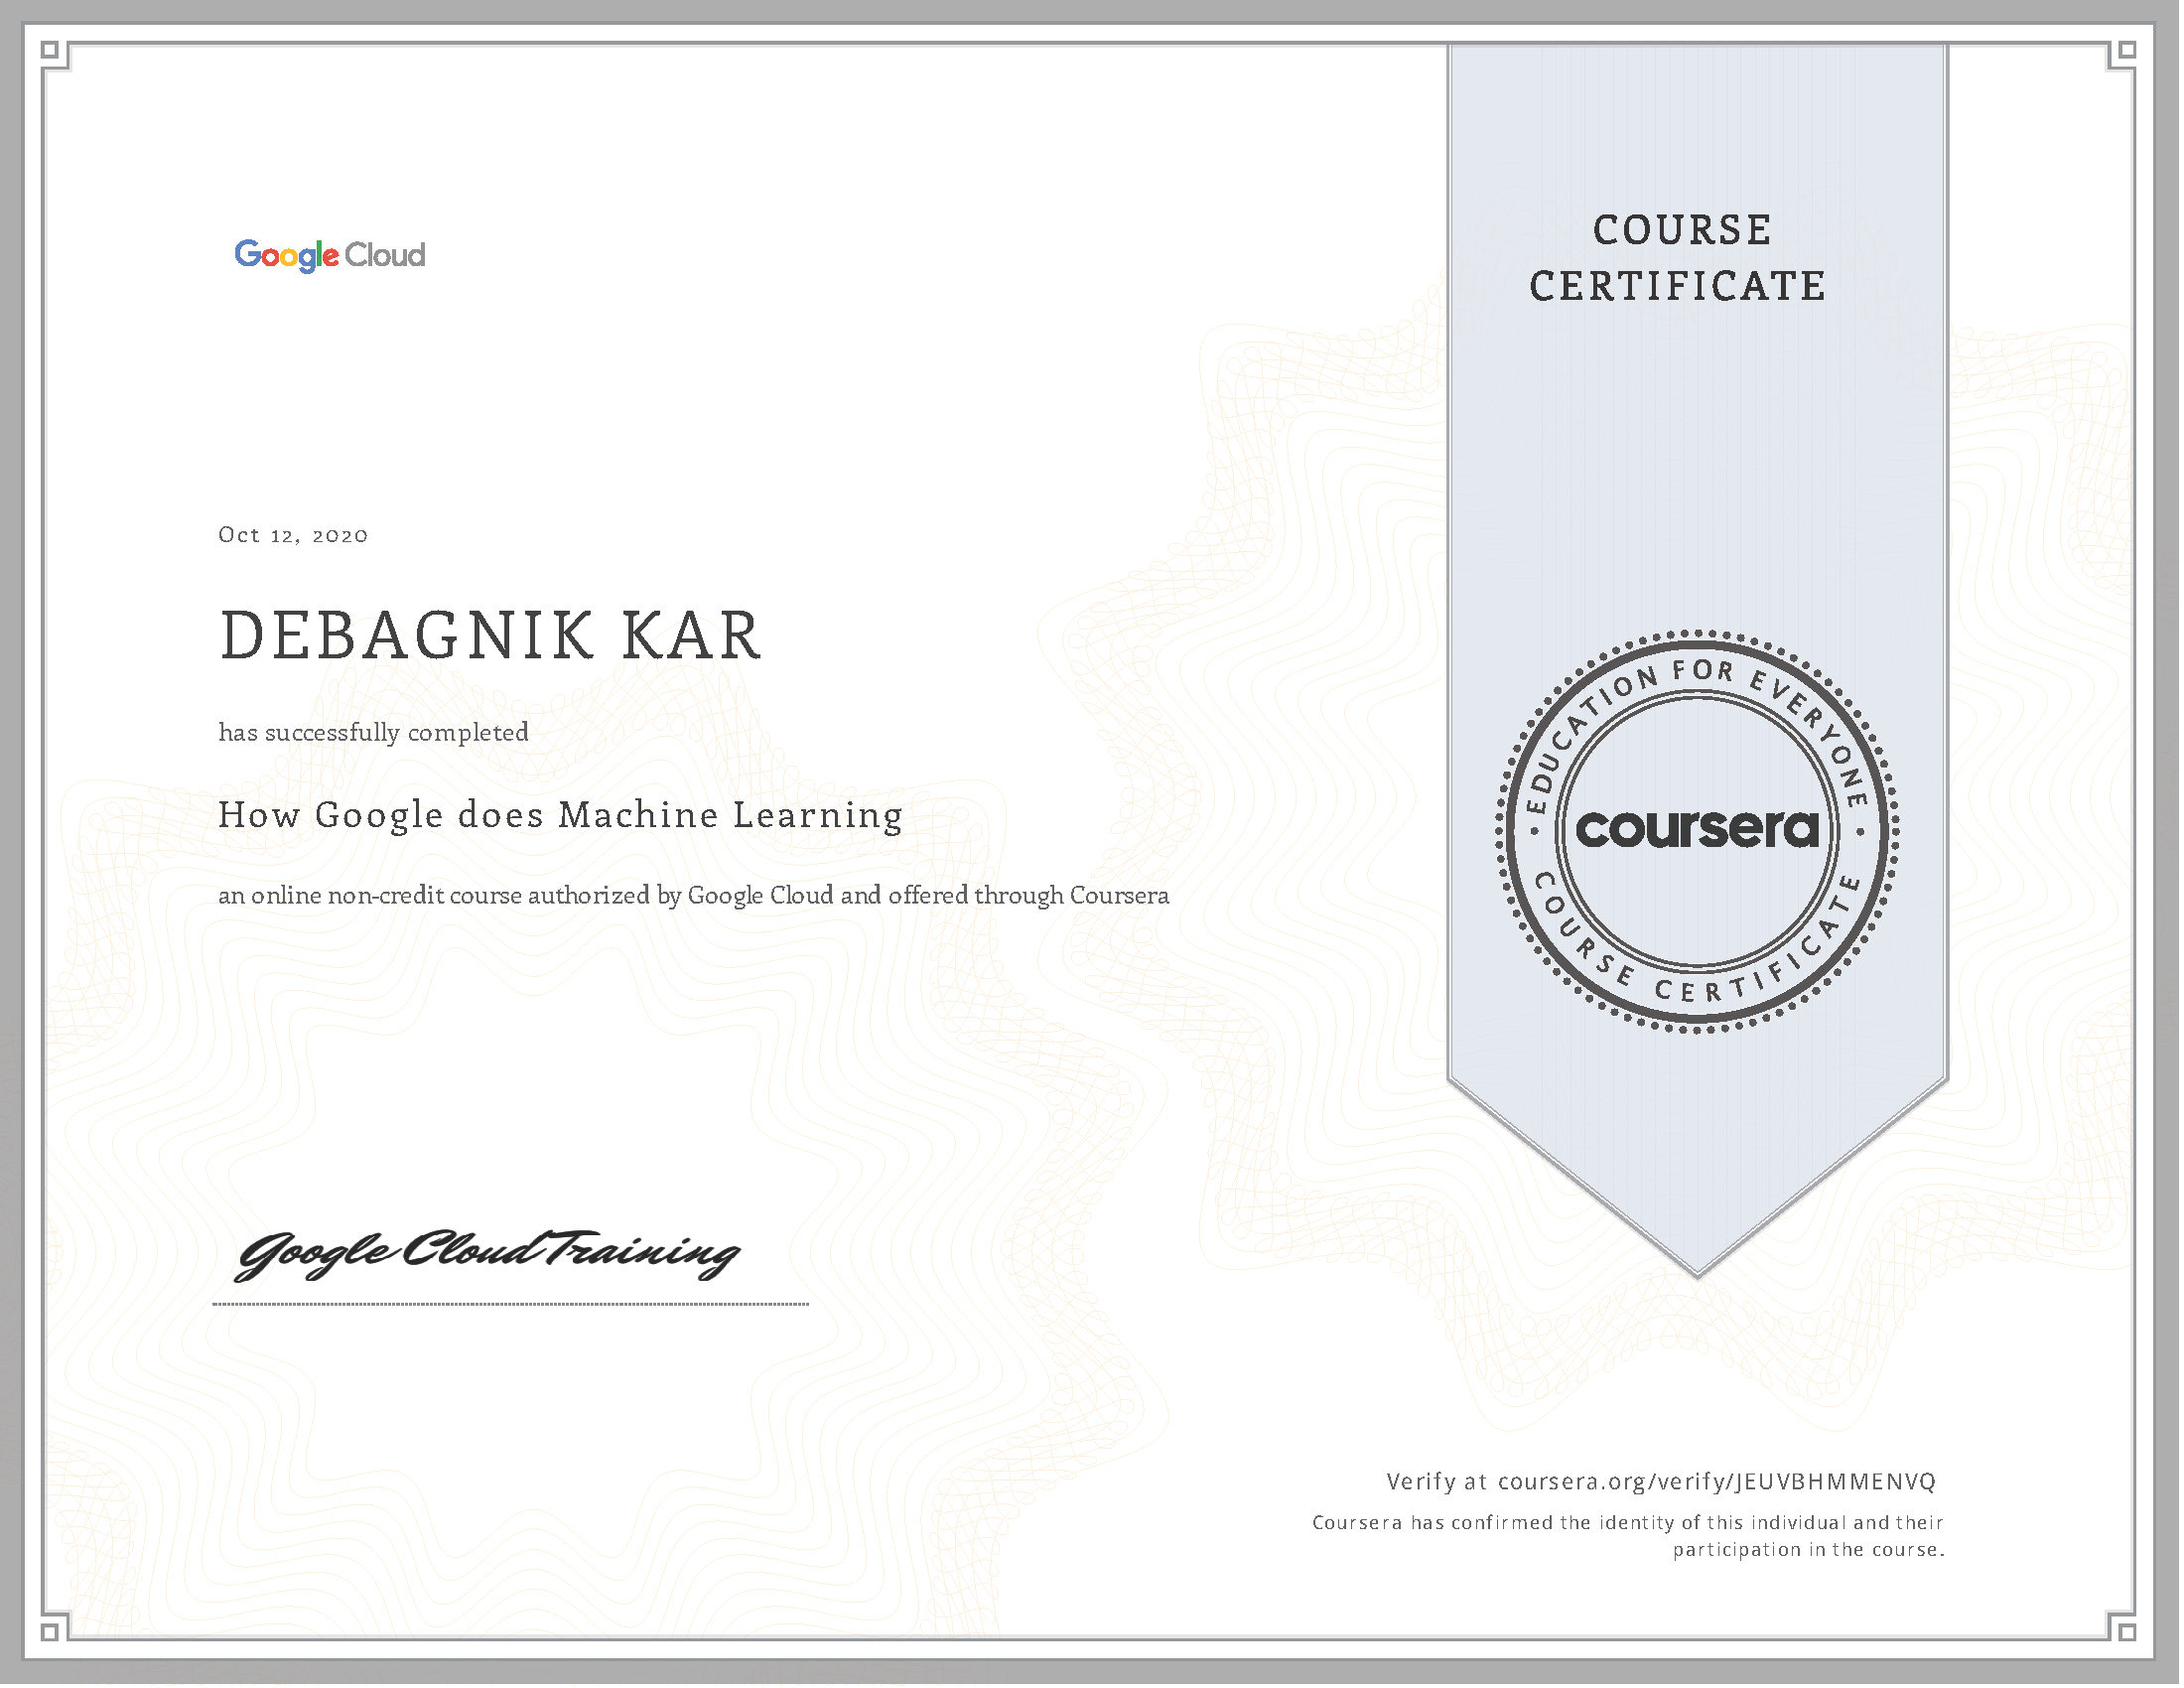 Google Cloud
COURSE
CERTIFICATE
Oct 12, 2020
DEBAGNIK KAR
has successfully completed
How Google does Machine Learning
an online non-credit course authorized by Google Cloud and offered through Coursera
EDUCATION FOR EVERYONE
coursera
COURSE CERTIFICATE
Google Cloud Training
Verify at coursera.org/verify/JEUVBHMMENVQ
Coursera has confirmed the identity of this individual and their
participation in the course.